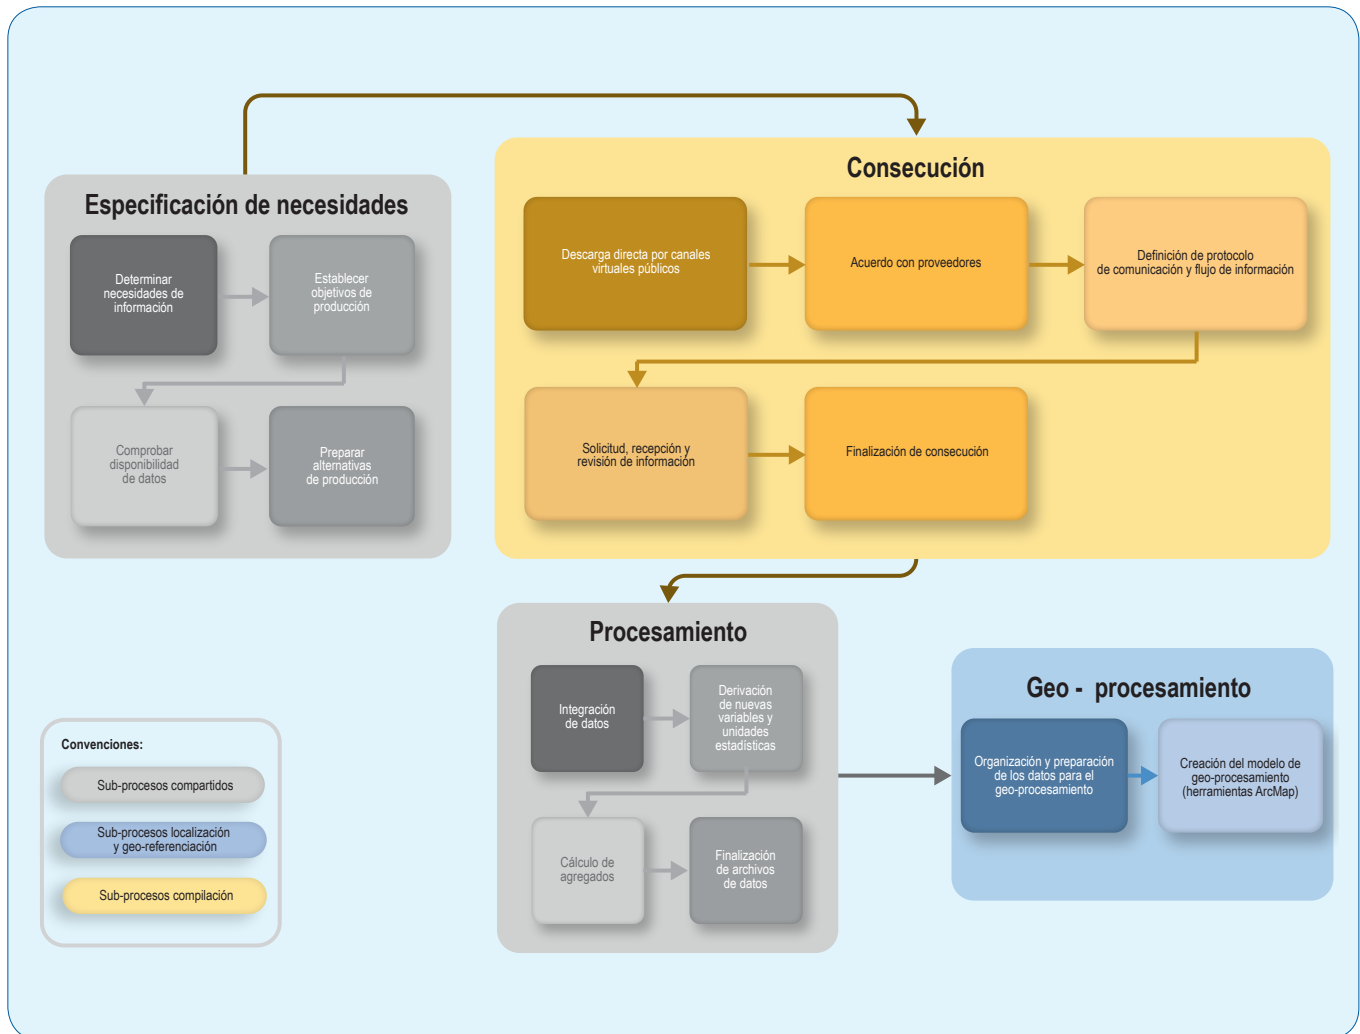 Especificación de necesidades
Determinar
necesidades de
información
Establecer
objetivos de
producción
Comprobar
disponibilidad
de datos
Preparar
alternativas
de producción
Consecución
Descarga directa por canales
virtuales públicos
Acuerdo con proveedores
Definición de protocolo
de comunicación y flujo de información
Solicitud, recepción y
revisión de información
Finalización de consecución
Procesamiento
Integración
de datos
Derivación
de nuevas
variables y
unidades
estadísticas
Cálculo de
agregados
Finalización
de archivos
de datos
Geo - procesamiento
Organización y preparación
de los datos para el
geo-procesamiento
Creación del modelo de
geo-procesamiento
(herramientas ArcMap)
Convenciones:
Sub-procesos compartidos
Sub-procesos localización
y geo-referenciación
Sub-procesos compilación